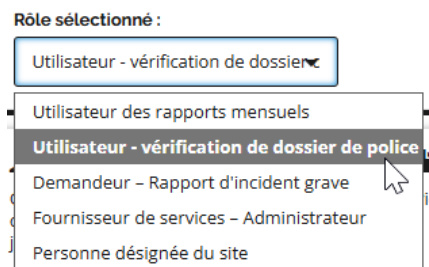 Rôle sélectionné :
Utilisateur - vérification de dossier
Utilisateur des rapports mensuels
Utilisateur - vérification de dossier de police
Demandeur – Rapport d'incident grave
Fournisseur de services – Administrateur
Personne désignée du site